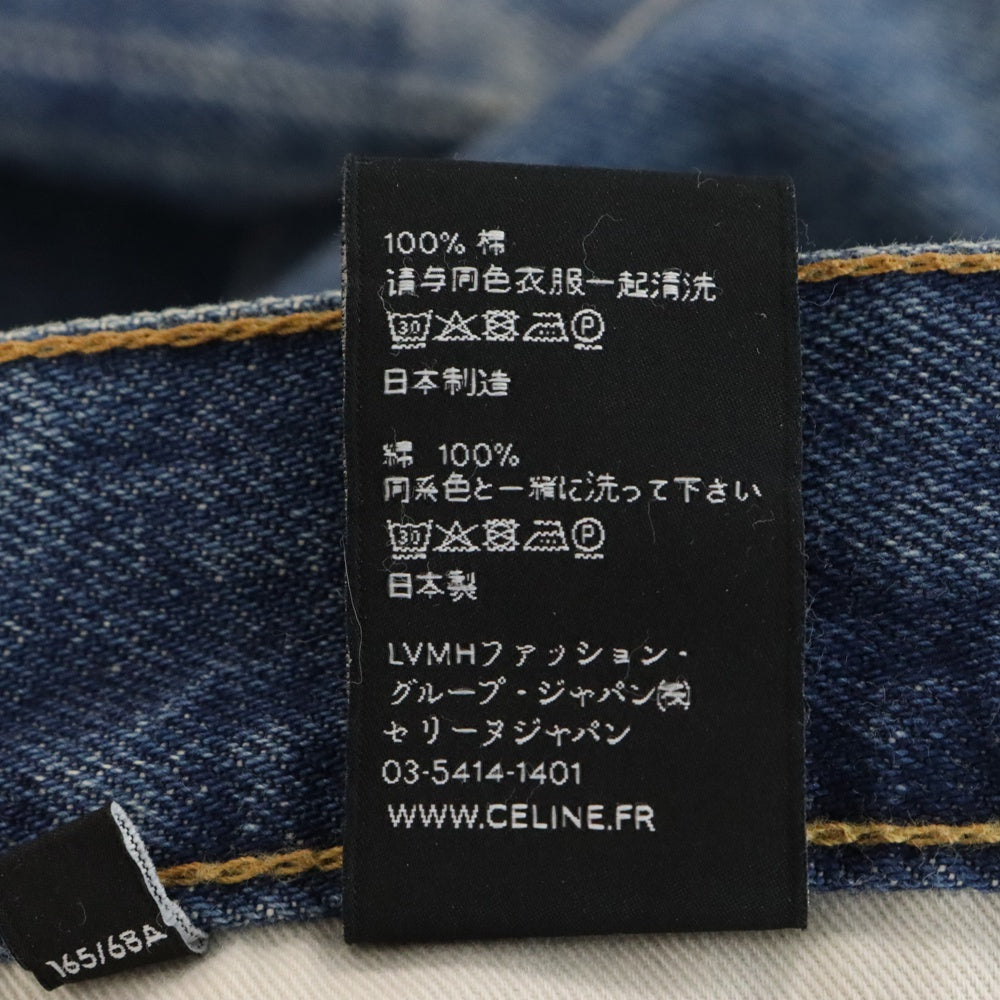 100% 棉
请与同色衣服一起清洗
30 P
日本制造
綿 100%
同系色と一緒に洗って下さい
30 P
日本製
LVMHファッション・
グループ・ジャパン㈱
セリーヌジャパン
03-5414-1401
WWW.CELINE.FR
165/68A